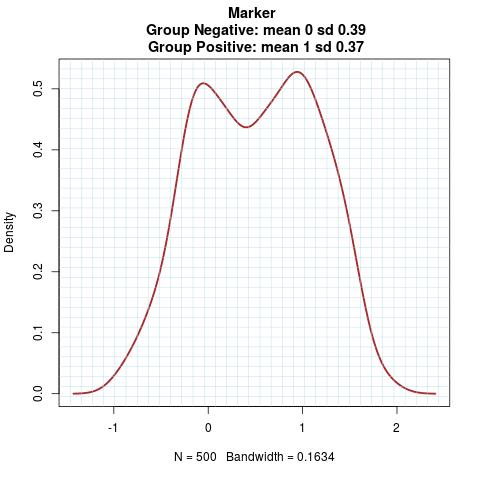 Marker
Group Negative: mean 0 sd 0.39
Group Positive: mean 1 sd 0.37
Density
0.5
0.4
0.3
0.2
0.1
0.0
-1 0 1 2
N = 500 Bandwidth = 0.1634